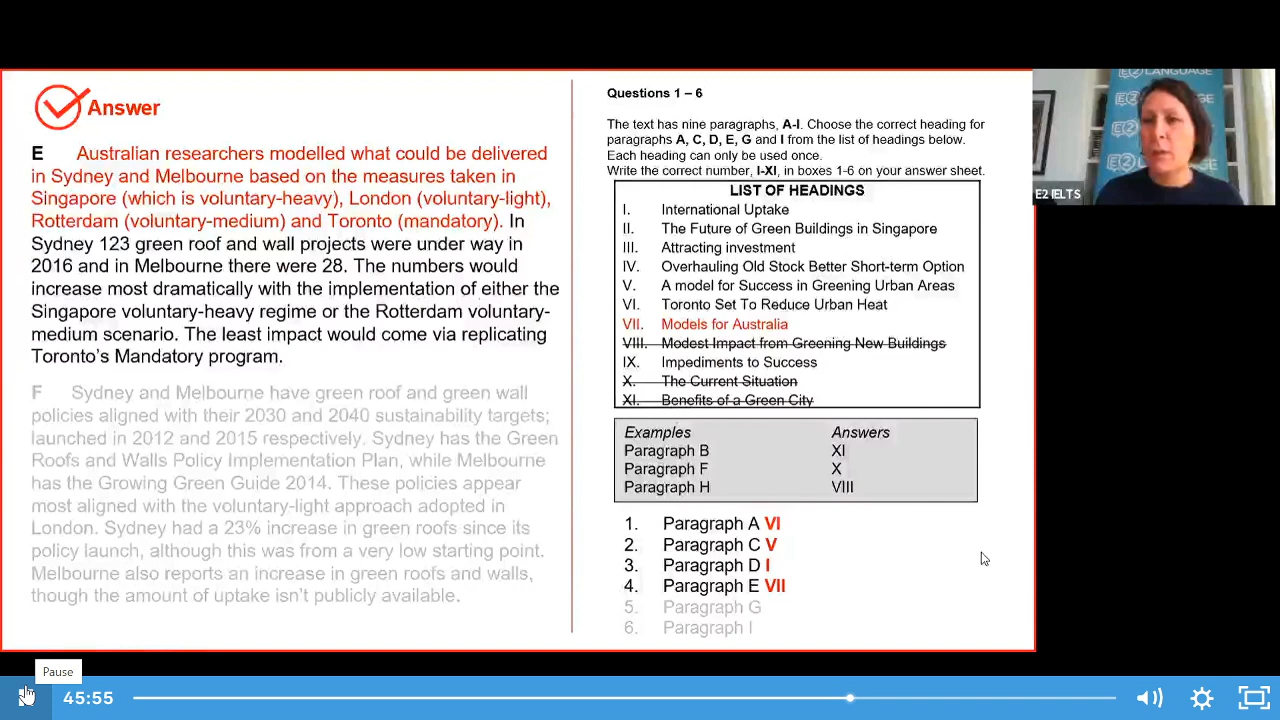 Answer
E Australian researchers modelled what could be delivered
in Sydney and Melbourne based on the measures taken in
Singapore (which is voluntary-heavy), London (voluntary-light),
Rotterdam (voluntary-medium) and Toronto (mandatory). In
Sydney 123 green roof and wall projects were under way in
2016 and in Melbourne there were 28. The numbers would
increase most dramatically with the implementation of either the
Singapore voluntary-heavy regime or the Rotterdam voluntary-
medium scenario. The least impact would come via replicating
Toronto's Mandatory program.
F Sydney and Melbourne have green roof and green wall
policies aligned with their 2030 and 2040 sustainability targets;
launched in 2012 and 2015 respectively. Sydney has the Green
Roofs and Walls Policy Implementation Plan, while Melbourne
has the Growing Green Guide 2014. These policies appear
most aligned with the voluntary-light approach adopted in
London. Sydney had a 23% increase in green roofs since its
policy launch, although this was from a very low starting point.
Melbourne also reports an increase in green roofs and walls,
though the amount of uptake isn't publicly available.
Questions 1 – 6
The text has nine paragraphs, A-I. Choose the correct heading for
paragraphs A, C, D, E, G and I from the list of headings below.
Each heading can only be used once.
Write the correct number, I-XI, in boxes 1-6 on your answer sheet.
LIST OF HEADINGS
I. International Uptake
II. The Future of Green Buildings in Singapore
III. Attracting investment
IV. Overhauling Old Stock Better Short-term Option
V. A model for Success in Greening Urban Areas
VI. Toronto Set To Reduce Urban Heat
VII. Models for Australia
VIII. Modest Impact from Greening New Buildings
IX. Impediments to Success
X. The Current Situation
XI. Benefits of a Green City
Examples Answers
Paragraph B XI
Paragraph F X
Paragraph H VIII
1. Paragraph A VI
2. Paragraph C V
3. Paragraph D I
4. Paragraph E VII
5. Paragraph G
6. Paragraph I
E2 LANGUAGE
E2 IELTS
Pause
45:55